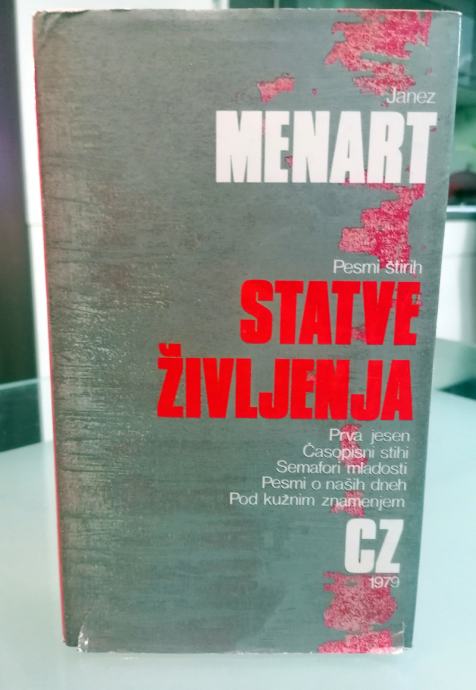 Janez
MENART
Pesmi štirih
STATVE
ŽIVLJENJA
Prva jesen
Časopisni stihi
Semafori mladosti
Pesmi o naših dneh
Pod kužnim znamenjem
CZ
1979